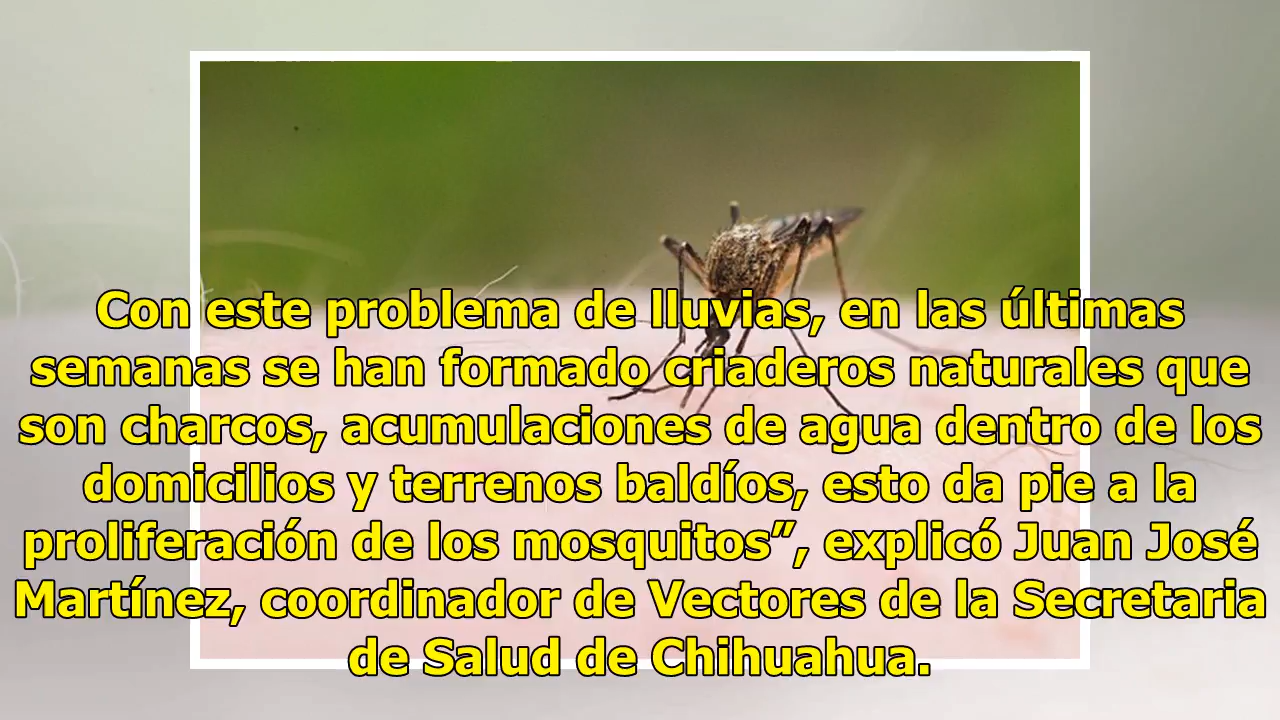 Con este problema de lluvias, en las últimas
semanas se han formado criaderos naturales que
son charcos, acumulaciones de agua dentro de los
domicilios y terrenos baldíos, esto da pie a la
proliferación de los mosquitos”, explicó Juan José
Martínez, coordinador de Vectores de la Secretaria
de Salud de Chihuahua.